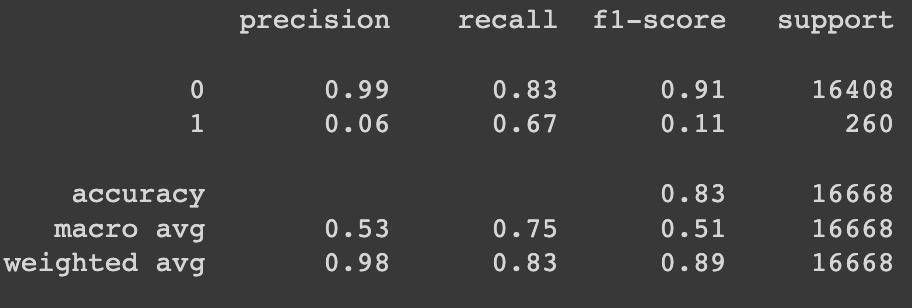 precision recall f1-score support
0 0.99 0.83 0.91 16408
1 0.06 0.67 0.11 260
accuracy 0.83 16668
macro avg 0.53 0.75 0.51 16668
weighted avg 0.98 0.83 0.89 16668